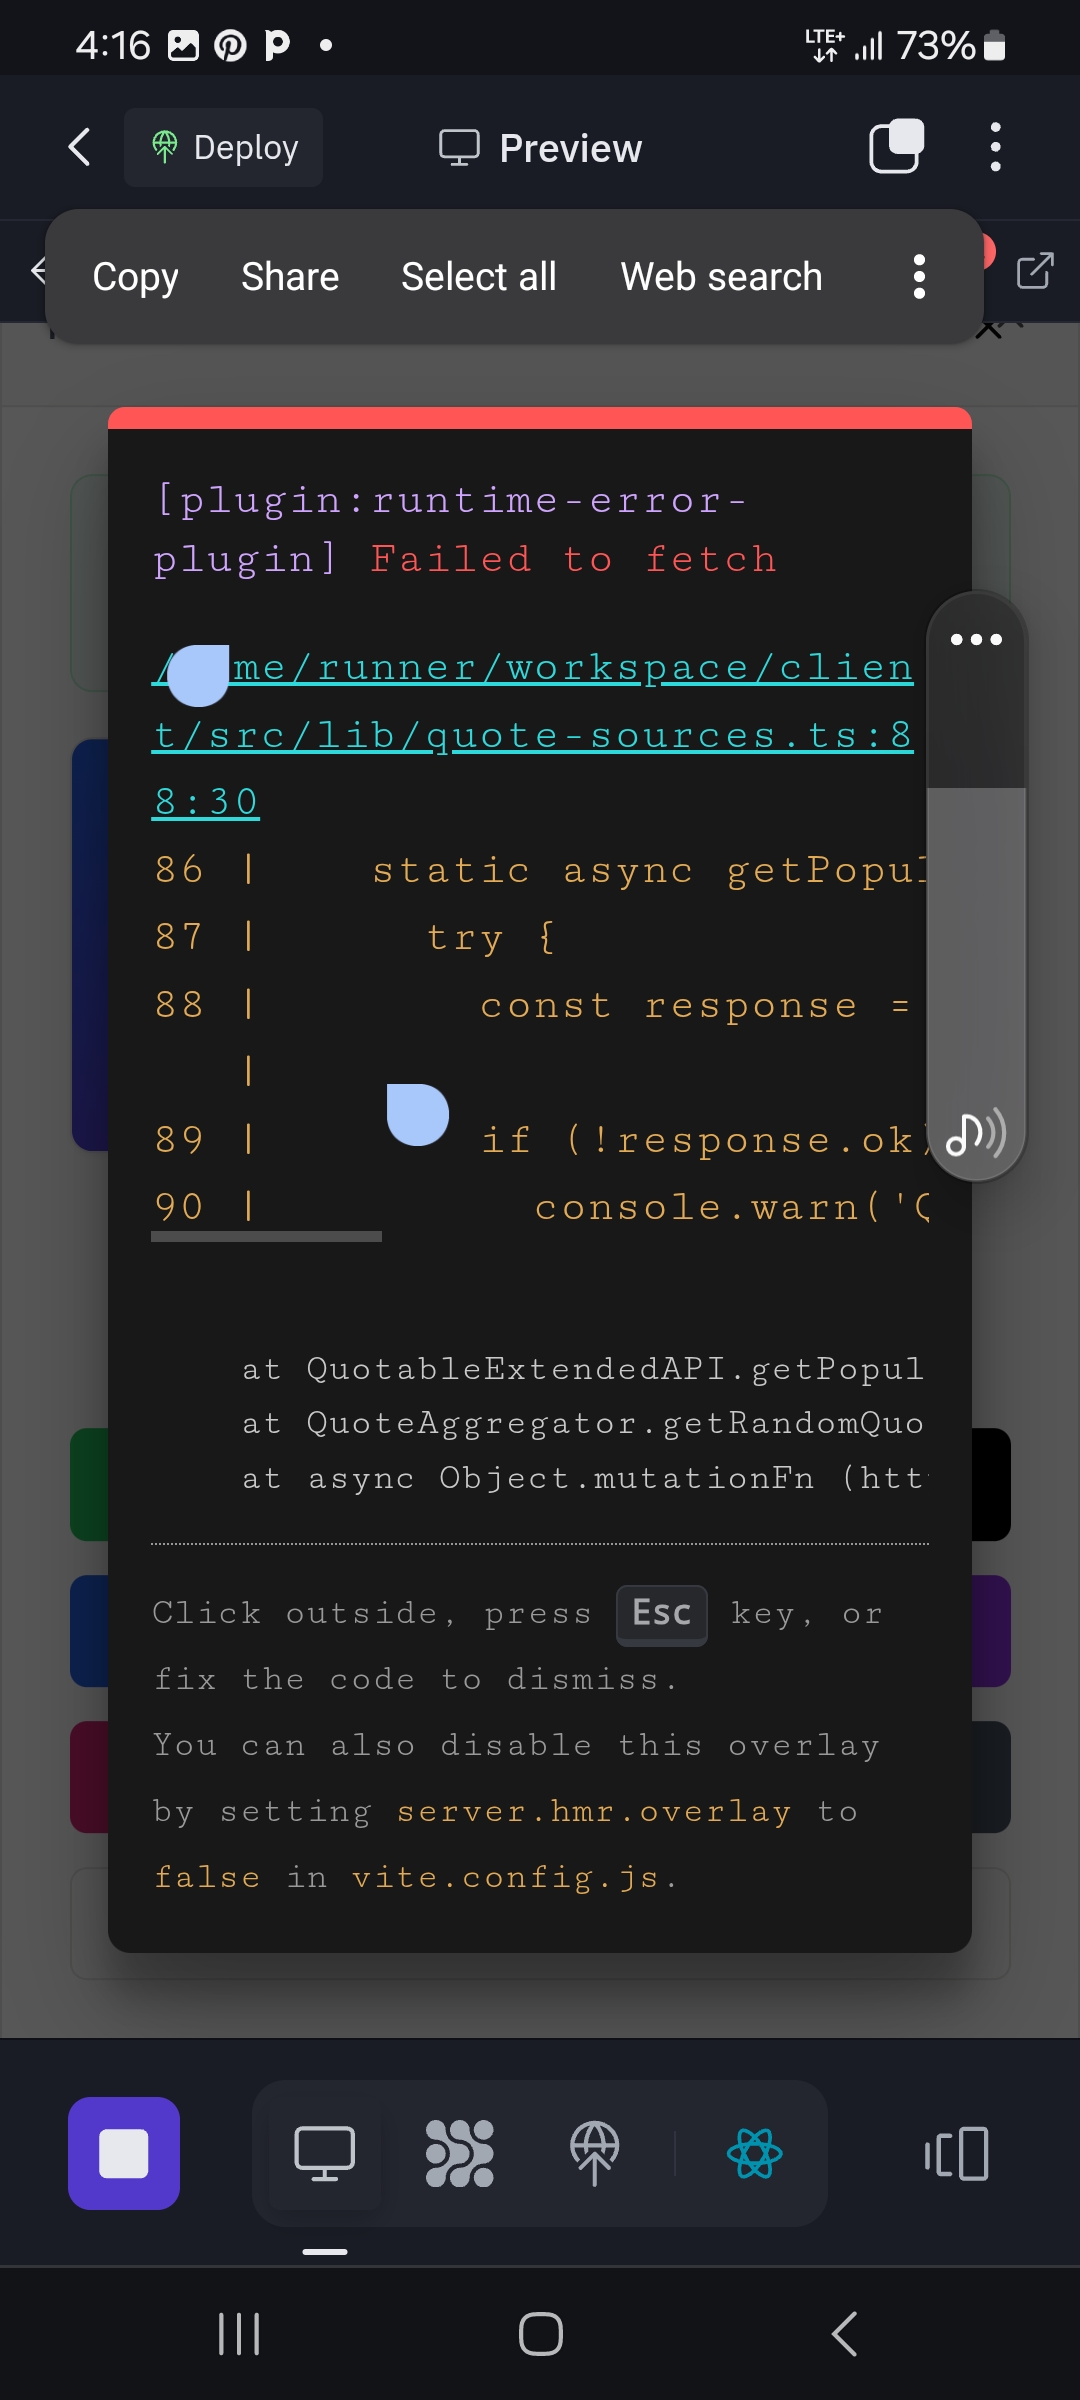 4:16
LTE+ 73%
Deploy
Preview
Copy Share Select all Web search
[plugin:runtime-error-
plugin] Failed to fetch
me/runner/workspace/clien
t/src/lib/quote-sources.ts:8
8:30
86 | static async getPopul
87 | try {
88 | const response =
|
89 | if (!response.ok)
90 | console.warn('Q
at QuotableExtendedAPI.getPopul
at QuoteAggregator.getRandomQuo
at async Object.mutationFn (htt
Click outside, press Esc key, or
fix the code to dismiss.
You can also disable this overlay
by setting server.hmr.overlay to
false in vite.config.js.